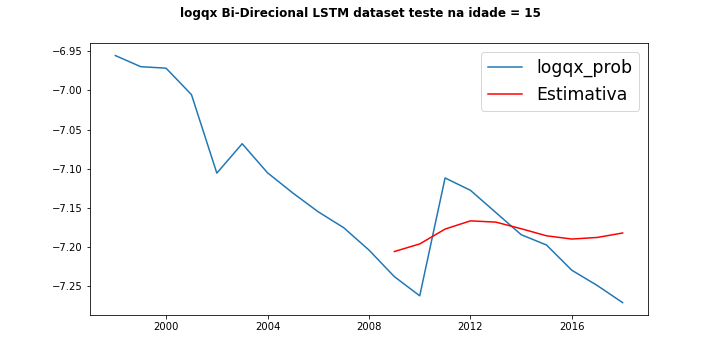 logqx Bi-Direcional LSTM dataset teste na idade = 15
logqx_prob
Estimativa
−6.95
−7.00
−7.05
−7.10
−7.15
−7.20
−7.25
2000 2004 2008 2012 2016